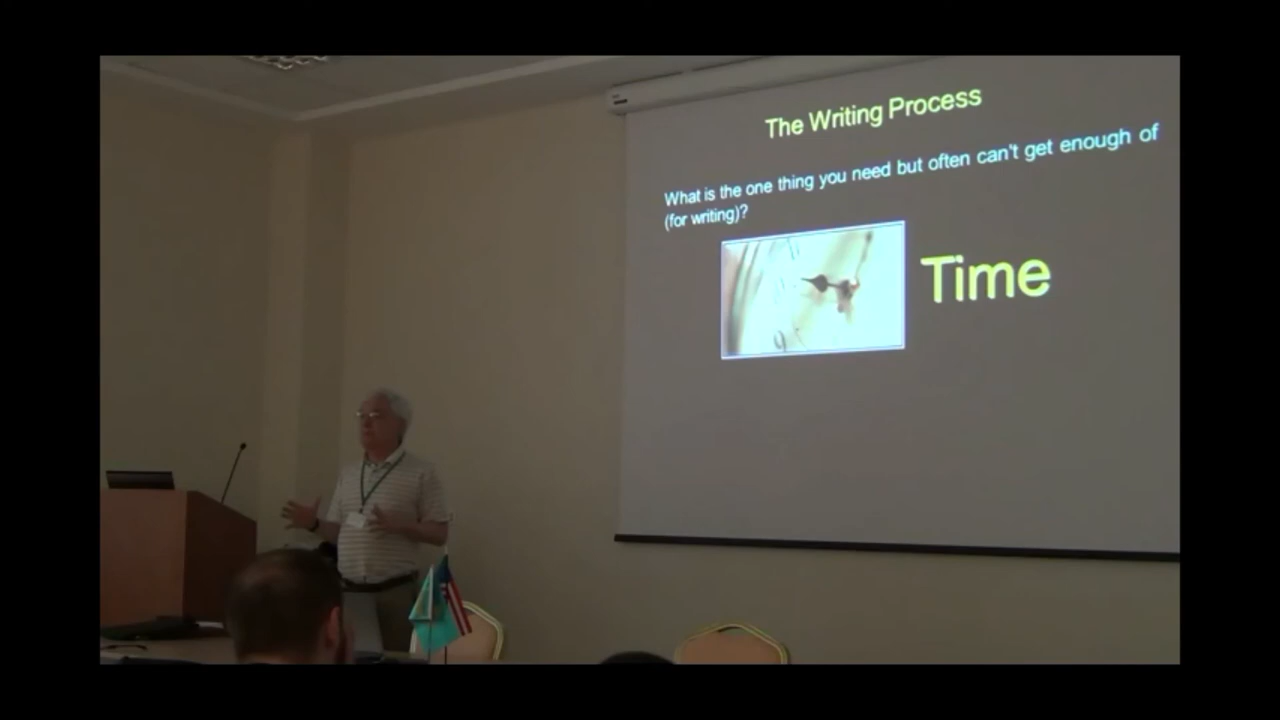 The Writing Process
What is the one thing you need but often can't get enough of
(for writing)?
Time